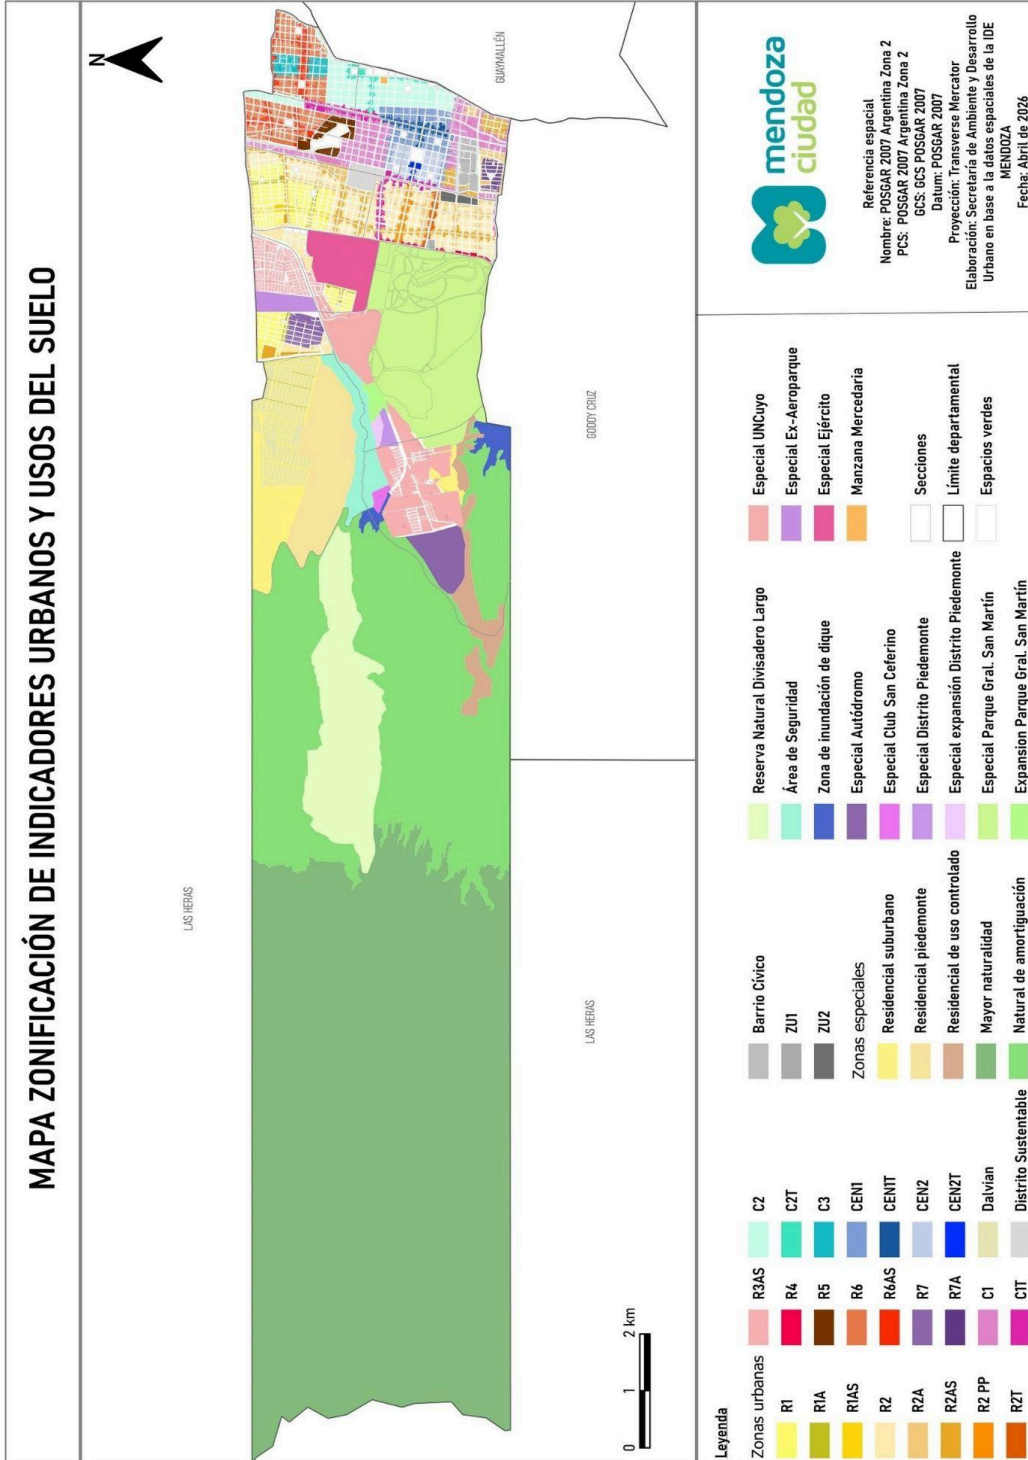 MAPA ZONIFICACIÓN DE INDICADORES URBANOS Y USOS DEL SUELO
N
LAS HERAS
GUAYMALLÉN
GODOY CRUZ
LAS HERAS
0 1 2 km
Leyenda
Zonas urbanas
R1
R1A
R1AS
R2
R2A
R2AS
R2 PP
R2T
R3AS
R4
R5
R6
R6AS
R7
R7A
C1
C1T
C2
C2T
C3
CEN1
CEN1T
CEN2
CEN2T
Dalvian
Distrito Sustentable
Barrio Cívico
ZU1
ZU2
Zonas especiales
Residencial suburbano
Residencial piedemonte
Residencial de uso controlado
Mayor naturalidad
Natural de amortiguación
Reserva Natural Divisadero Largo
Área de Seguridad
Zona de inundación de dique
Especial Autódromo
Especial Club San Ceferino
Especial Distrito Piedemonte
Especial expansión Distrito Piedemonte
Especial Parque Gral. San Martín
Expansion Parque Gral. San Martín
Especial UNCuyo
Especial Ex-Aeroparque
Especial Ejército
Manzana Mercedaria
Secciones
Límite departamental
Espacios verdes
mendoza
ciudad
Referencia espacial
Nombre: POSGAR 2007 Argentina Zona 2
PCS: POSGAR 2007 Argentina Zona 2
GCS: GCS POSGAR 2007
Datum: POSGAR 2007
Proyección: Transverse Mercator
Elaboración: Secretaría de Ambiente y Desarrollo
Urbano en base a la datos espaciales de la IDE
MENDOZA
Fecha: Abril de 2026